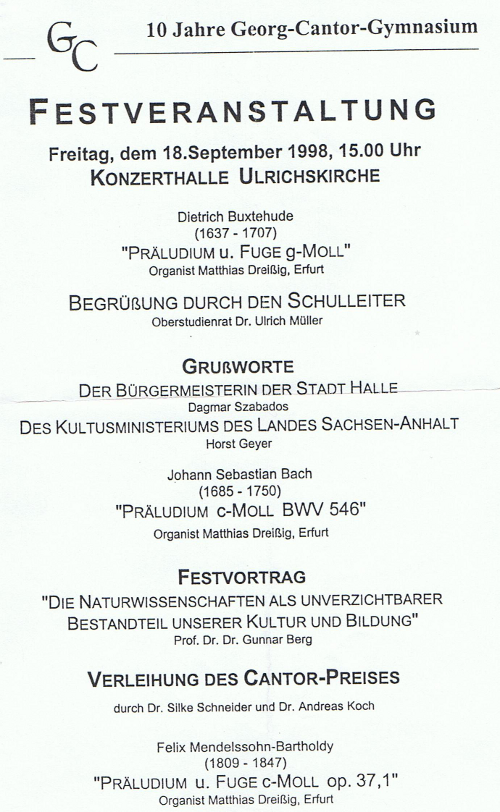 GC
10 Jahre Georg-Cantor-Gymnasium
FESTVERANSTALTUNG
Freitag, dem 18.September 1998, 15.00 Uhr
KONZERTHALLE ULRICHSKIRCHE
Dietrich Buxtehude
(1637 - 1707)
"PRÄLUDIUM u. FUGE g-MOLL"
Organist Matthias Dreißig, Erfurt
BEGRÜßUNG DURCH DEN SCHULLEITER
Oberstudienrat Dr. Ulrich Müller
GRUßWORTE
DER BÜRGERMEISTERIN DER STADT HALLE
Dagmar Szabados
DES KULTUSMINISTERIUMS DES LANDES SACHSEN-ANHALT
Horst Geyer
Johann Sebastian Bach
(1685 - 1750)
"PRÄLUDIUM c-MOLL BWV 546"
Organist Matthias Dreißig, Erfurt
FESTVORTRAG
"DIE NATURWISSENSCHAFTEN ALS UNVERZICHTBARER
BESTANDTEIL UNSERER KULTUR UND BILDUNG"
Prof. Dr. Dr. Gunnar Berg
VERLEIHUNG DES CANTOR-PREISES
durch Dr. Silke Schneider und Dr. Andreas Koch
Felix Mendelssohn-Bartholdy
(1809 - 1847)
"PRÄLUDIUM u. FUGE c-MOLL op. 37,1"
Organist Matthias Dreißig, Erfurt